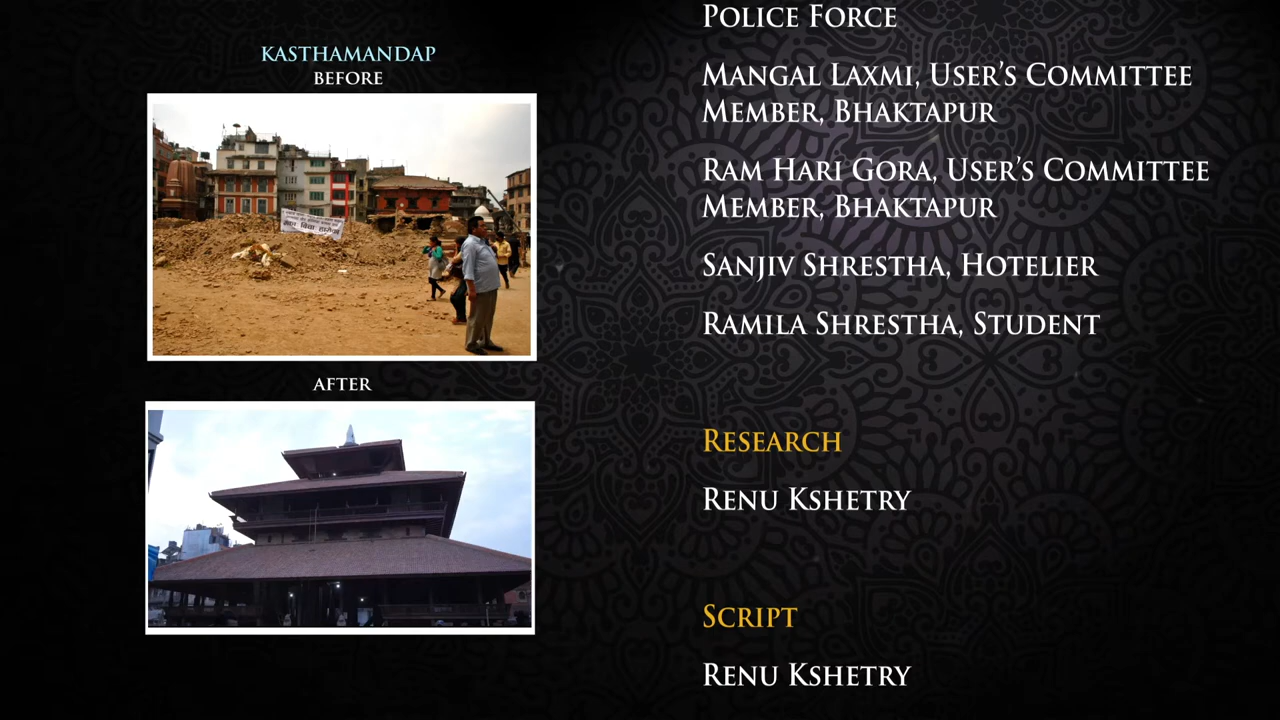 KASTHAMANDAP
BEFORE
AFTER
POLICE FORCE
MANGAL LAXMI, USER'S COMMITTEE
MEMBER, BHAKTAPUR
RAM HARI GORA, USER'S COMMITTEE
MEMBER, BHAKTAPUR
SANJIV SHRESTHA, HOTELIER
RAMILA SHRESTHA, STUDENT
RESEARCH
RENU KSHETRY
SCRIPT
RENU KSHETRY